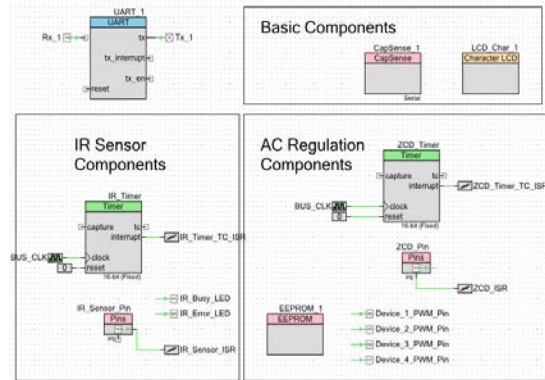 UART_1
UART
Rx_1
tx
Tx_1
tx_interrupt
tx_en
reset
Basic Components
CapSense_1
CapSense
Serial
LCD_Char_1
Character LCD
IR Sensor
Components
IR_Timer
Timer
capture tc
interrupt
IR_Timer_TC_ISR
BUS_CLK
clock
0
reset
16-bit (Fixed)
IR_Busy_LED
IR_Error_LED
IR_Sensor_Pin
Pins
irq
IR_Sensor_ISR
AC Regulation
Components
ZCD_Timer
Timer
capture tc
interrupt
ZCD_Timer_TC_ISR
BUS_CLK
clock
0
reset
16-bit (Fixed)
ZCD_Pin
Pins
irq
ZCD_ISR
EEPROM_1
EEPROM
Device_1_PWM_Pin
Device_2_PWM_Pin
Device_3_PWM_Pin
Device_4_PWM_Pin